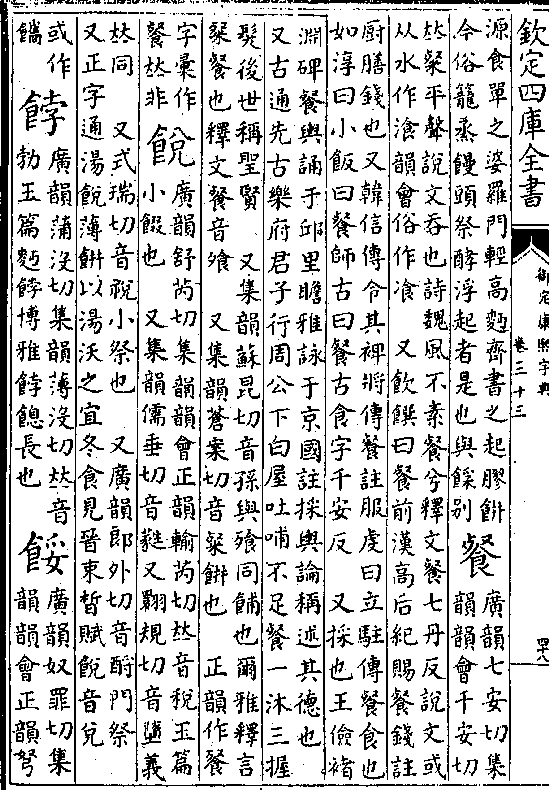 欽定四庫全書
御定康熙字典
卷三十三
四十八
源食單之婆羅門輕高麪齊書之起膠餅
今俗籠蒸饅頭祭酵浮起者是也與餜別
餐
廣韻七安切集
韻韻會千安切
𠀤粲平聲說文吞也詩魏風不素餐兮釋文餐七丹反說文或
从水作湌韻會俗作飡 又飲饌曰餐前漢高后紀賜餐錢註
厨膳錢也又韓信傳令其裨將傳餐註服虔曰立駐傳餐食也
如淳曰小飯曰餐師古曰餐古食字千安反 又採也王儉褚
淵碑餐輿誦于邱里瞻雅詠于京國註採輿論稱述其德也
又古通先古樂府君子行周公下白屋吐哺不足餐一沐三握
髮後世稱聖賢 又集韻蘇昆切音孫與飧同餔也爾雅釋言
粲餐也釋文餐音飧 又集韻蒼案切音粲餅也 正韻作餐
字彙作
餐𠀤非
䬽
廣韻舒芮切集韻韻會正韻輸芮切𠀤音稅玉篇
小餟也 又集韻儒垂切音蕤又翾規切音墮義
𠀤同 又式瑞切音祝小祭也 又廣韻郎外切音酹門祭
又正字通湯䬽薄餅以湯沃之宜冬食見晉束晳賦䬽音兌
或作
餑
廣韻蒲沒切集韻薄沒切𠀤音
勃玉篇麪餑博雅餑長也
餒
廣韻奴罪切集
韻韻會正韻弩